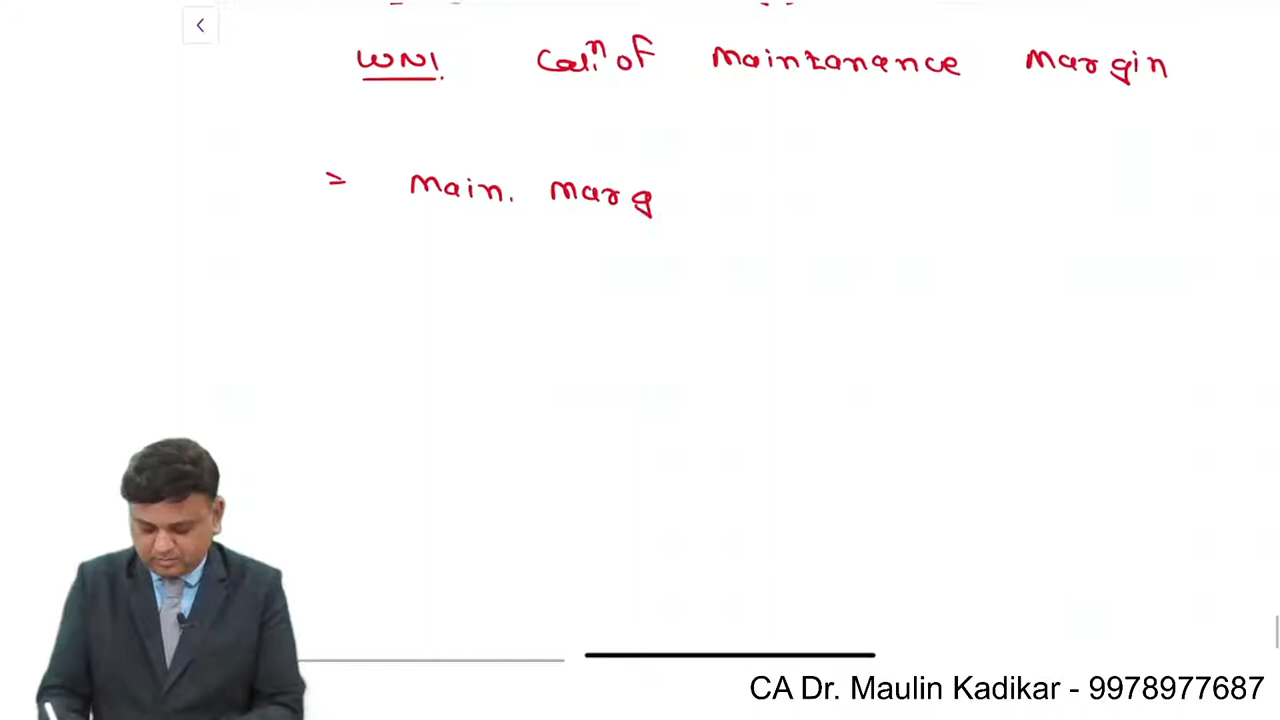 WN1 Calⁿ of Maintanance Margin
= Main. Marg
CA Dr. Maulin Kadikar - 9978977687